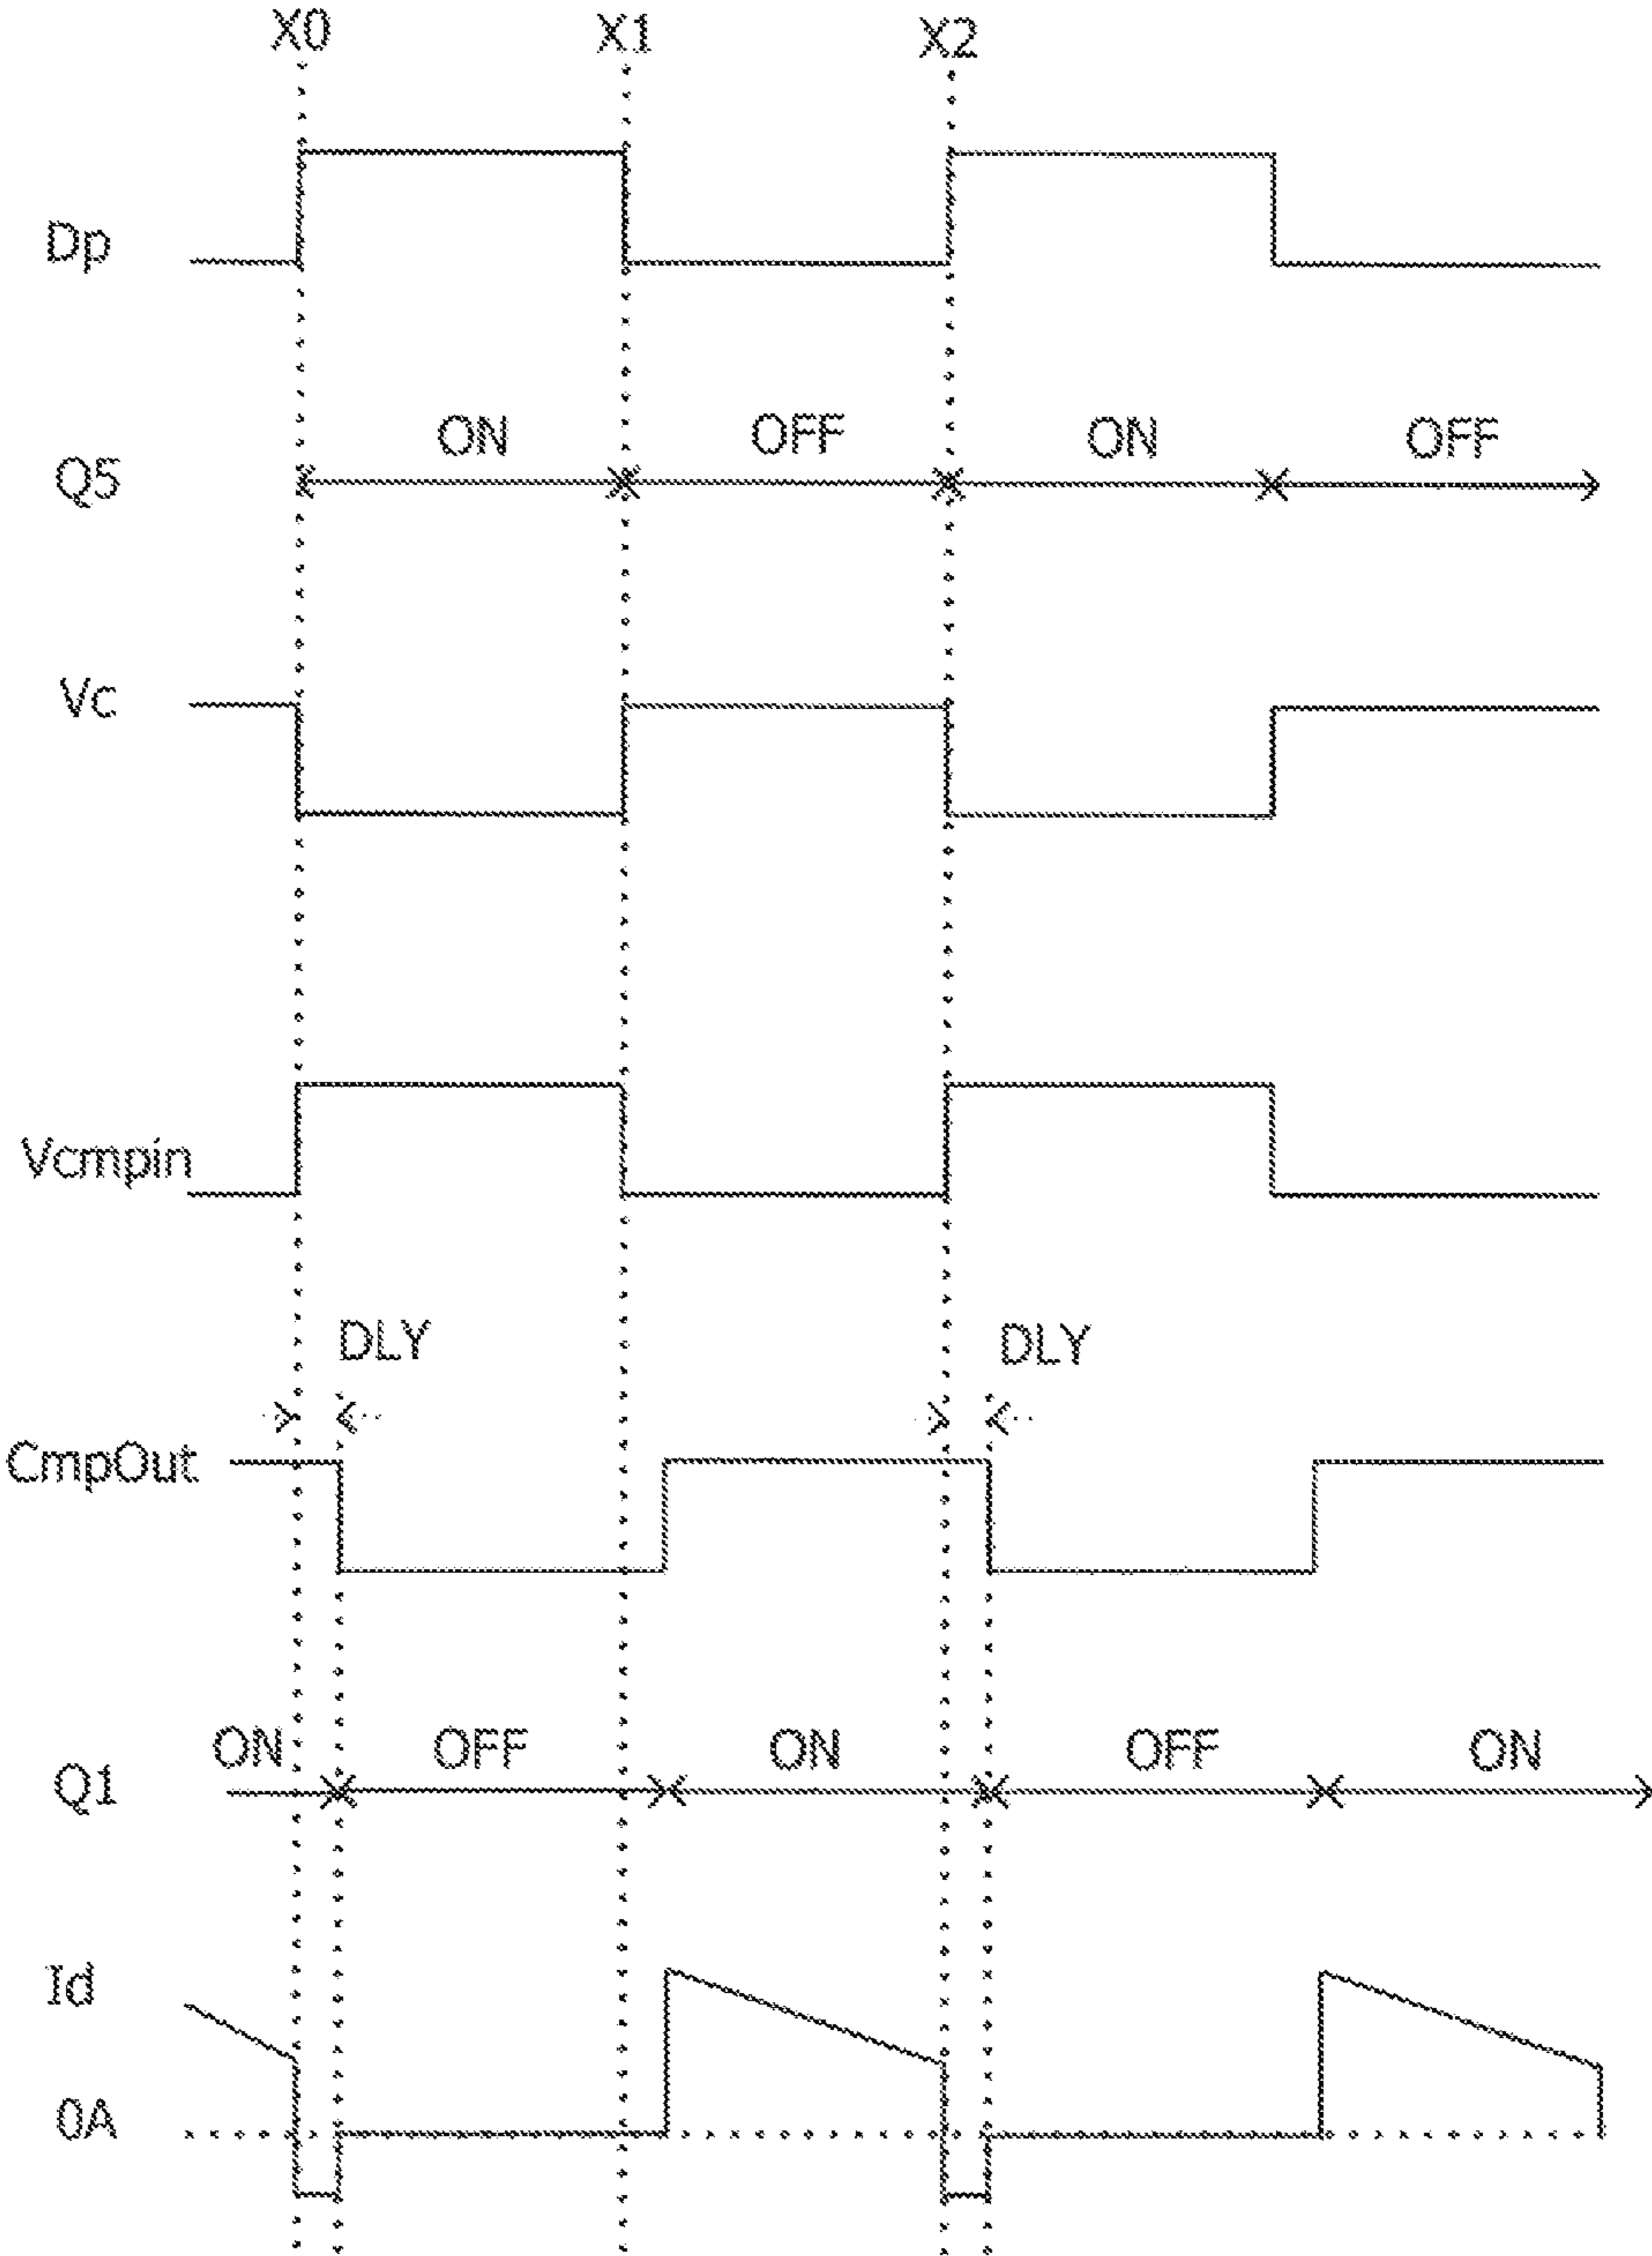 X0 X1 X2
Dp
ON OFF ON OFF
Q5
Vc
Vcmpin
DLY DLY
CmpOut
ON OFF ON OFF ON
Q1
Id
0A